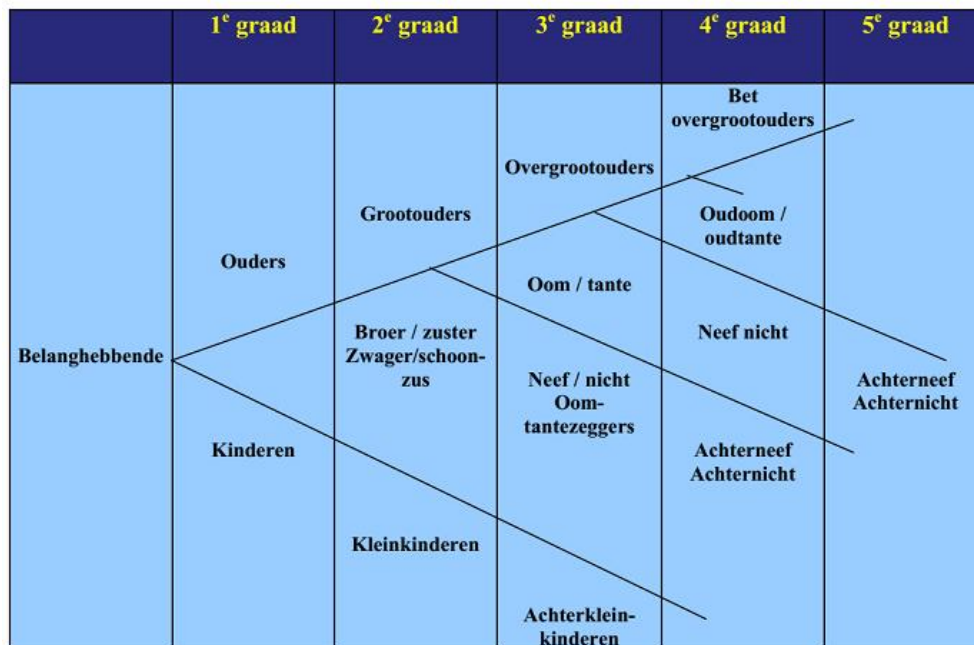 1e graad
2e graad
3e graad
4e graad
5e graad
Belanghebbende
Ouders
Kinderen
Grootouders
Broer / zuster
Zwager/schoon-
zus
Kleinkinderen
Overgrootouders
Oom / tante
Neef / nicht
Oom-
tantezeggers
Achterklein-
kinderen
Bet
overgrootouders
Oudoom /
oudtante
Neef nicht
Achterneef
Achternicht
Achterneef
Achternicht